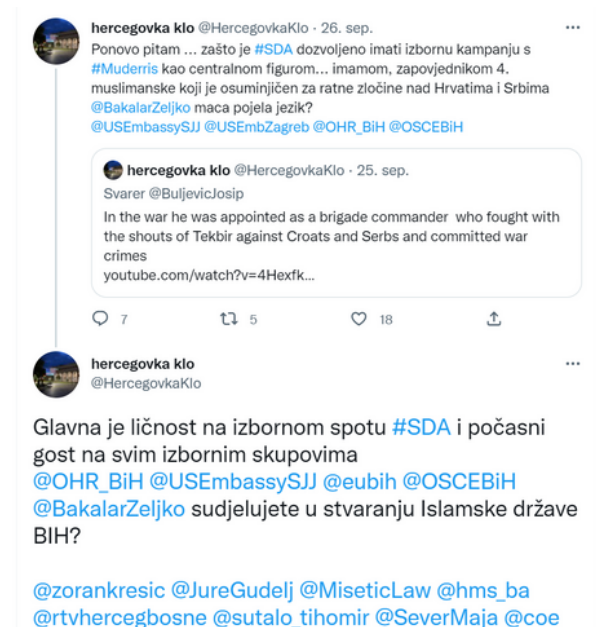 hercegovka klo @HercegovkaKlo · 26. sep.
Ponovo pitam ... zašto je #SDA dozvoljeno imati izbornu kampanju s
#Muderris kao centralnom figurom... imamom, zapovjednikom 4.
muslimanske koji je osuminjičen za ratne zločine nad Hrvatima i Srbima
@BakalarZeljko maca pojela jezik?
@USEmbassySJJ @USEmbZagreb @OHR_BiH @OSCEBiH
hercegovka klo @HercegovkaKlo · 25. sep.
Svarer @BuljevicJosip
In the war he was appointed as a brigade commander who fought with
the shouts of Tekbir against Croats and Serbs and committed war
crimes
youtube.com/watch?v=4Hexfk...
7 5 18
hercegovka klo
@HercegovkaKlo
Glavna je ličnost na izbornom spotu #SDA i počasni
gost na svim izbornim skupovima
@OHR_BiH @USEmbassySJJ @eubih @OSCEBiH
@BakalarZeljko sudjelujete u stvaranju Islamske države
BIH?
@zorankresic @JureGudelj @MiseticLaw @hms_ba
@rtvhercegbosne @sutalo_tihomir @SeverMaja @coe